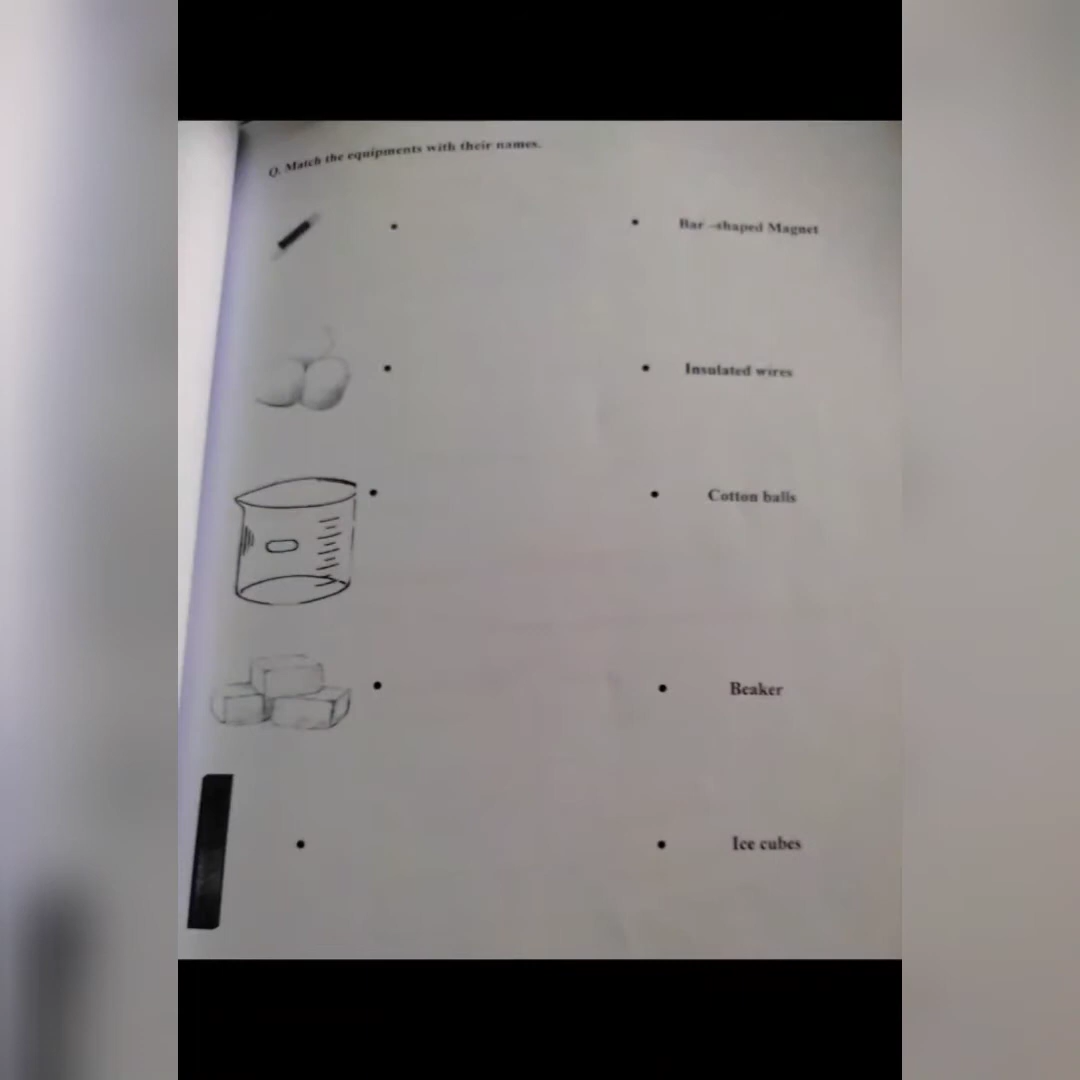 Q. Match the equipments with their names.
Bar –shaped Magnet
Insulated wires
Cotton balls
Beaker
Ice cubes